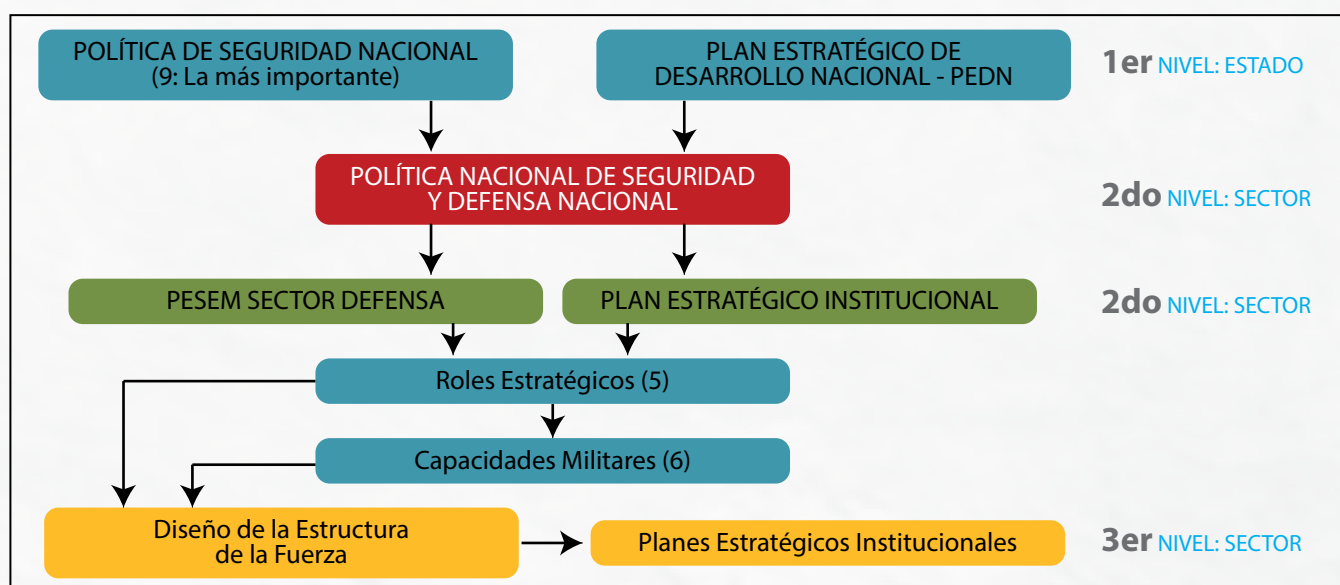 POLÍTICA DE SEGURIDAD NACIONAL
(9: La más importante)
PLAN ESTRATÉGICO DE
DESARROLLO NACIONAL - PEDN
1er NIVEL: ESTADO
POLÍTICA NACIONAL DE SEGURIDAD
Y DEFENSA NACIONAL
2do NIVEL: SECTOR
PESEM SECTOR DEFENSA
PLAN ESTRATÉGICO INSTITUCIONAL
2do NIVEL: SECTOR
Roles Estratégicos (5)
Capacidades Militares (6)
Diseño de la Estructura
de la Fuerza
Planes Estratégicos Institucionales
3er NIVEL: SECTOR